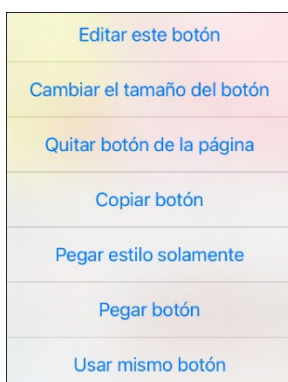 Editar este botón
Cambiar el tamaño del botón
Quitar botón de la página
Copiar botón
Pegar estilo solamente
Pegar botón
Usar mismo botón